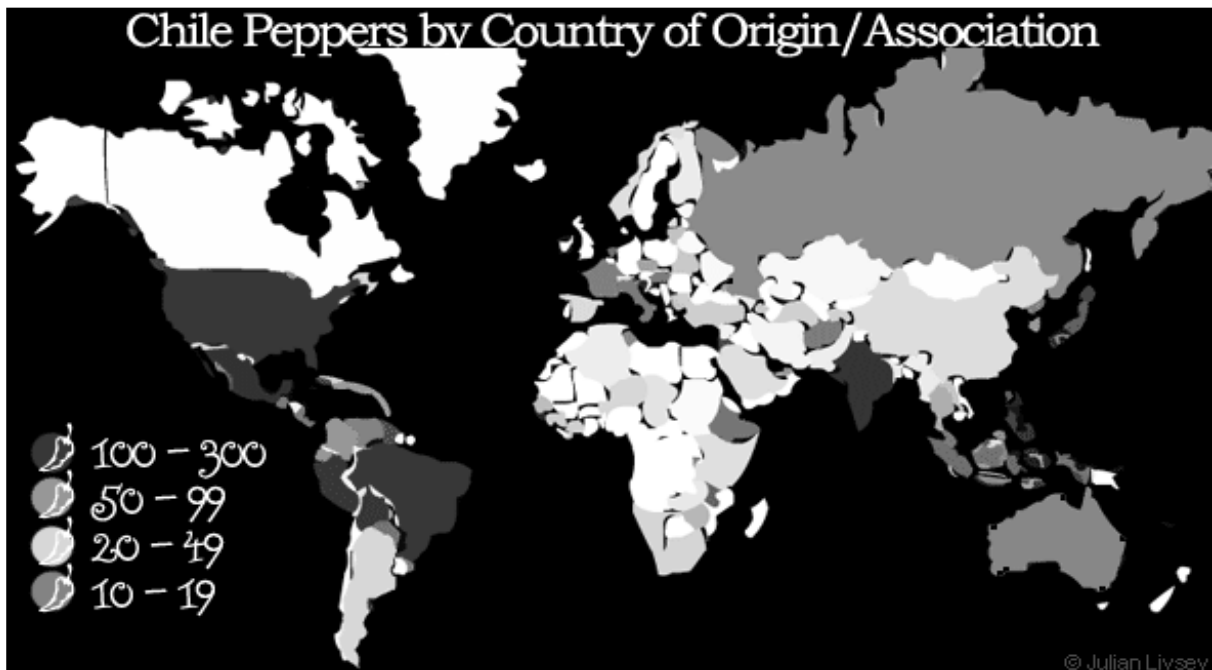 Chile Peppers by Country of Origin/Association
100 – 300
50 – 99
20 – 49
10 – 19
© Julian Livsey